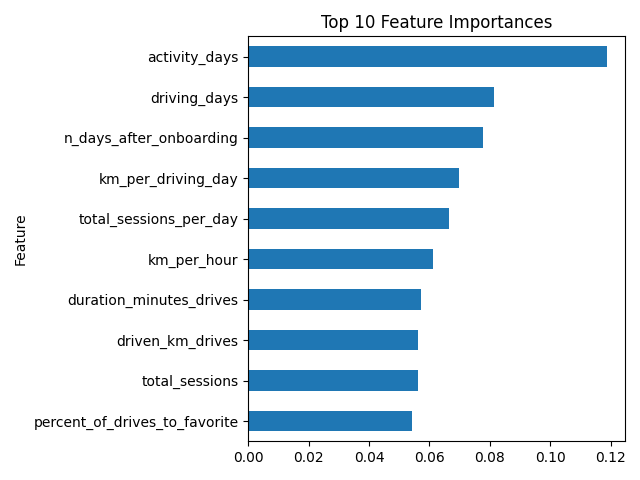 Top 10 Feature Importances
Feature
activity_days
driving_days
n_days_after_onboarding
km_per_driving_day
total_sessions_per_day
km_per_hour
duration_minutes_drives
driven_km_drives
total_sessions
percent_of_drives_to_favorite
0.00 0.02 0.04 0.06 0.08 0.10 0.12